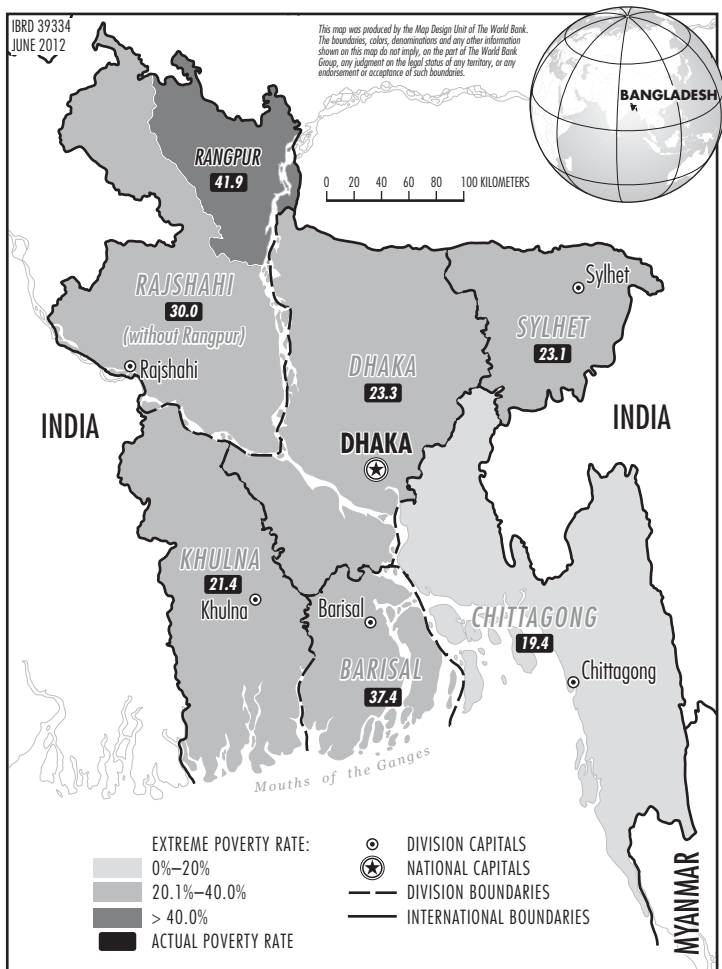 IBRD 39334
JUNE 2012
This map was produced by the Map Design Unit of The World Bank.
The boundaries, colors, denominations and any other information
shown on this map do not imply, on the part of The World Bank
Group, any judgment on the legal status of any territory, or any
endorsement or acceptance of such boundaries.
BANGLADESH
RANGPUR
41.9
0 20 40 60 80 100 KILOMETERS
RAJSHAHI
30.0
(without Rangpur)
Rajshahi
Sylhet
SYLHET
23.1
DHAKA
23.3
INDIA
INDIA
DHAKA
KHULNA
21.4
Khulna
Barisal
BARISAL
37.4
CHITTAGONG
19.4
Chittagong
Mouths of the Ganges
MYANMAR
EXTREME POVERTY RATE:
0%–20%
20.1%–40.0%
> 40.0%
ACTUAL POVERTY RATE
DIVISION CAPITALS
NATIONAL CAPITALS
DIVISION BOUNDARIES
INTERNATIONAL BOUNDARIES